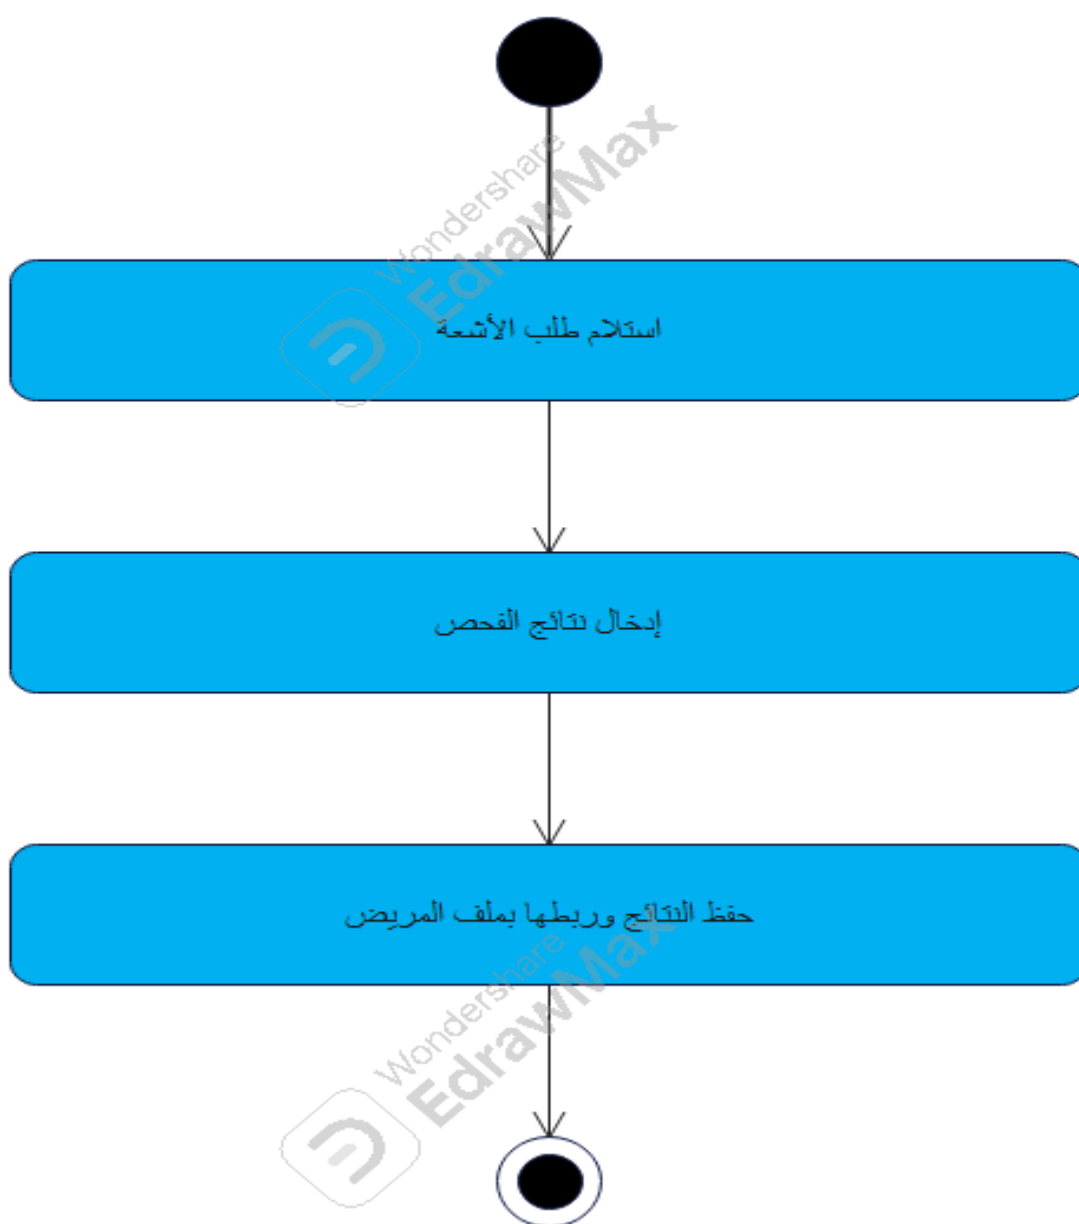 Wondershare
EdrawMax
استلام طلب الأشعة
إدخال نتائج الفحص
حفظ النتائج وربطها بملف المريض
Wondershare
EdrawMax